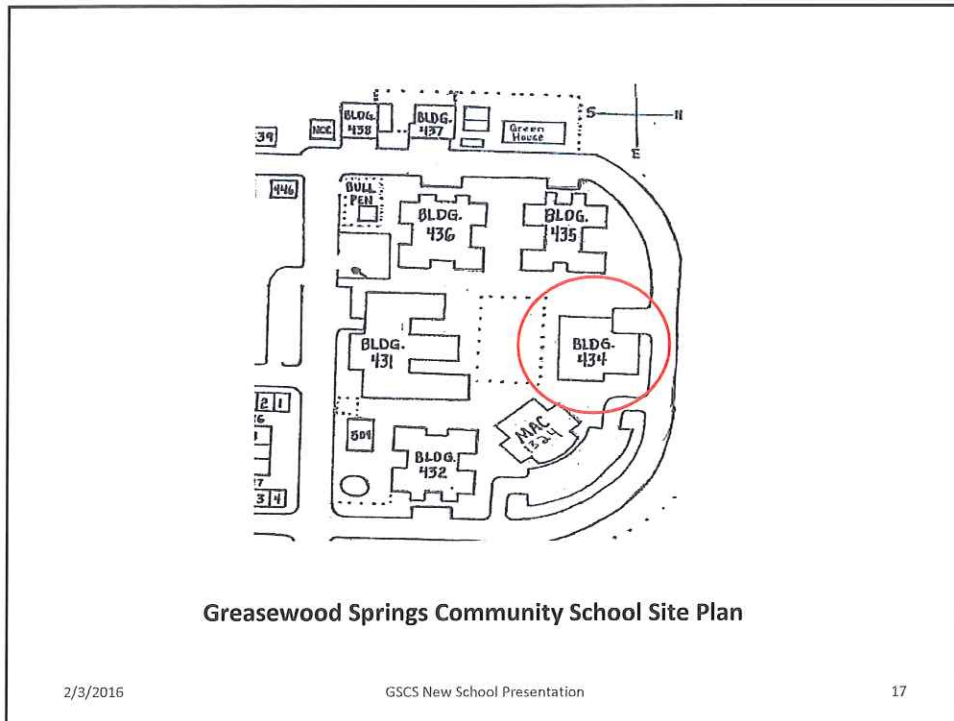 BLDG.
438
BLDG.
437
NCC
39
Green
House
S
N
E
446
BULL
PEN
BLDG.
436
BLDG.
435
BLDG.
431
BLDG.
434
2 1
MAC
1324
BLDG.
432
3 4
Greasewood Springs Community School Site Plan
2/3/2016
GSCS New School Presentation
17